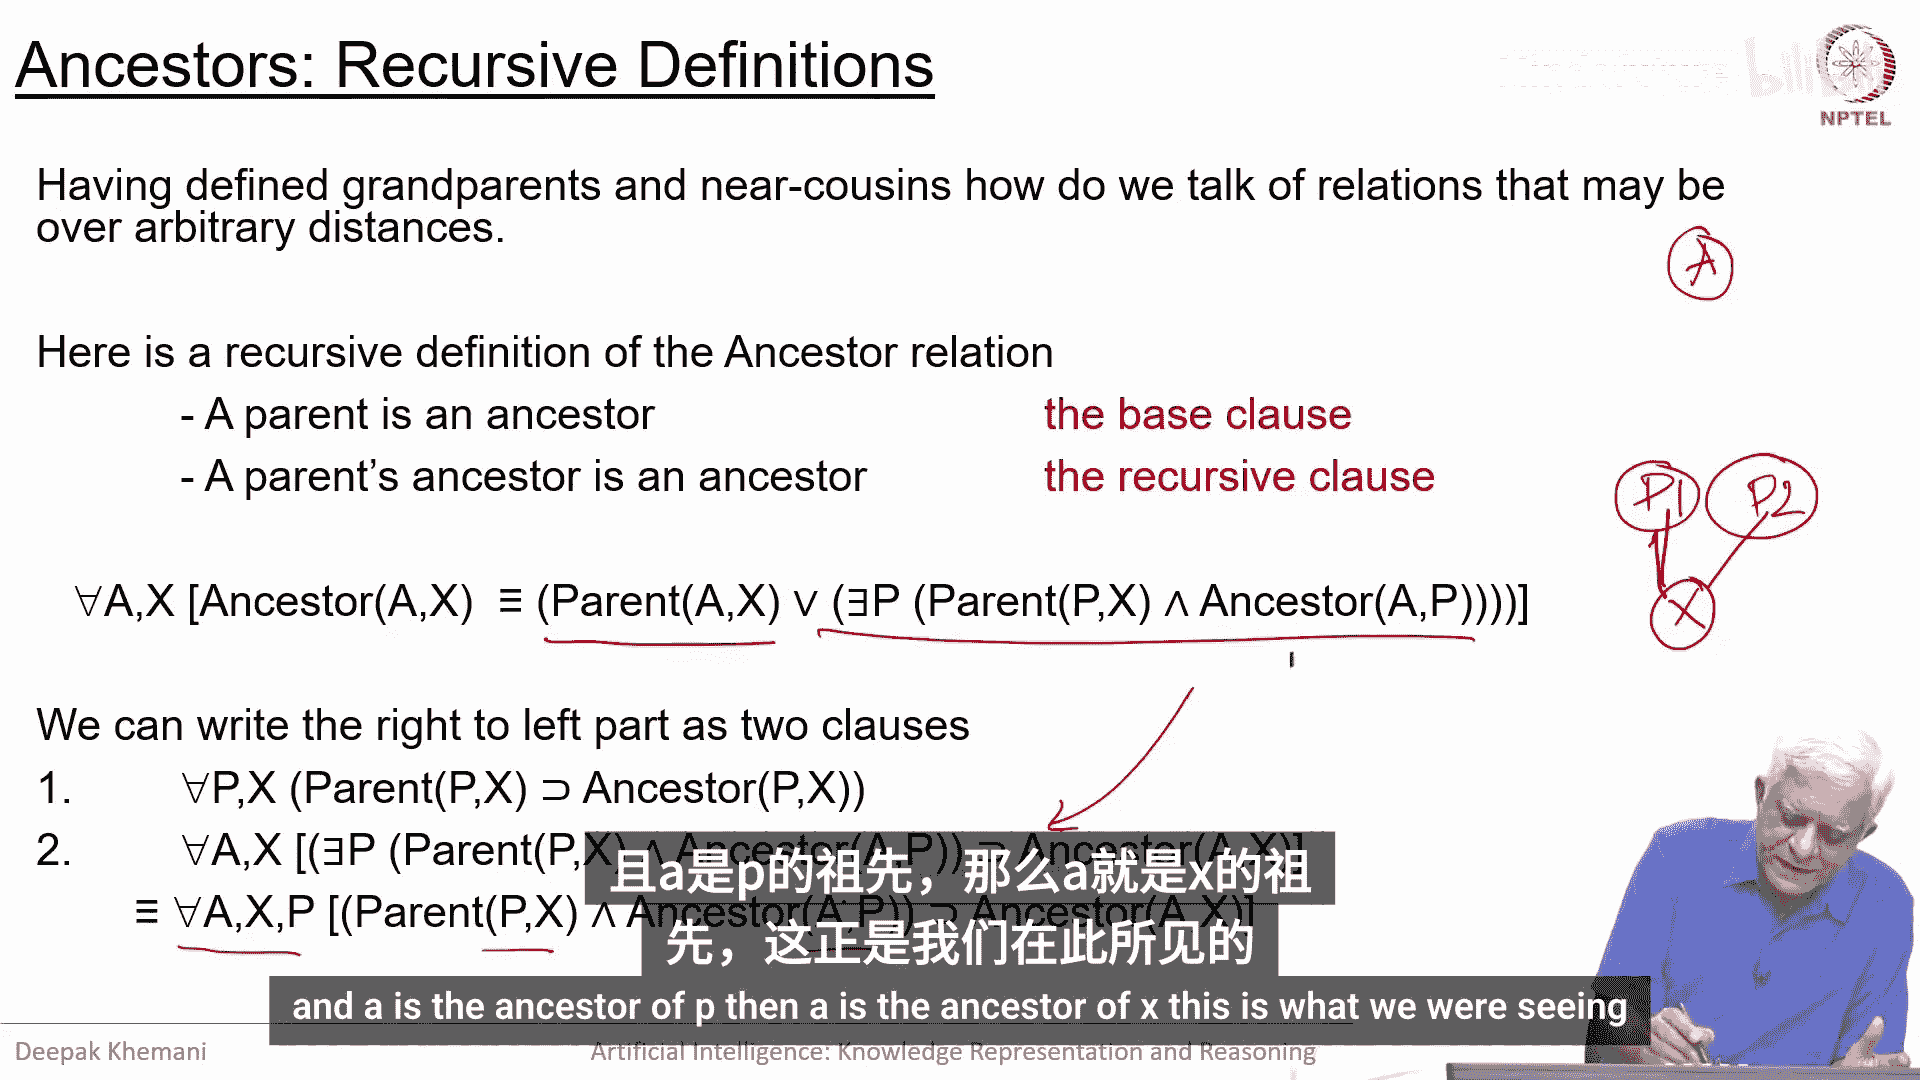 Ancestors: Recursive Definitions
NPTEL
Having defined grandparents and near-cousins how do we talk of relations that may be
over arbitrary distances.
A
Here is a recursive definition of the Ancestor relation
- A parent is an ancestor the base clause
- A parent’s ancestor is an ancestor the recursive clause
P1 P2
∀A,X [Ancestor(A,X) ≡ (Parent(A,X) ∨ (∃P (Parent(P,X) ∧ Ancestor(A,P))))]
X
We can write the right to left part as two clauses
1. ∀P,X (Parent(P,X) ⊃ Ancestor(P,X))
2. ∀A,X [(∃P (Parent(P,X) ∧ Ancestor(A,P)) ⊃ Ancestor(A,X)]
≡ ∀A,X,P [(Parent(P,X) ∧ Ancestor(A,P)) ⊃ Ancestor(A,X)]
且a是p的祖先，那么a就是x的祖
先，这正是我们在此所见的
and a is the ancestor of p then a is the ancestor of x this is what we were seeing
Deepak Khemani
Artificial Intelligence: Knowledge Representation and Reasoning